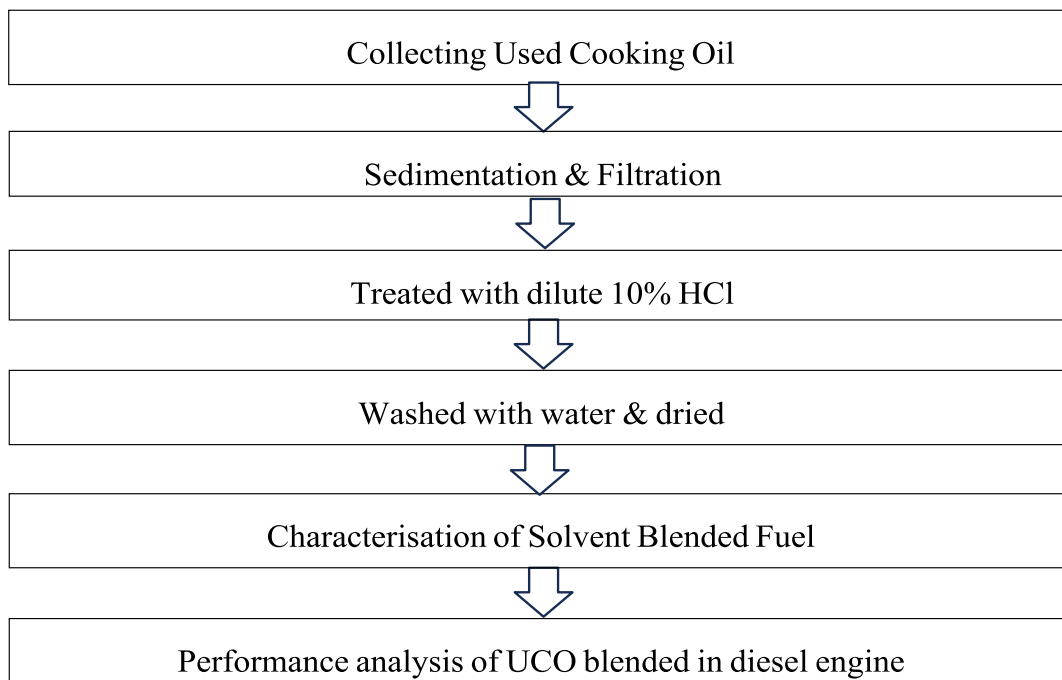 Collecting Used Cooking Oil
Sedimentation & Filtration
Treated with dilute 10% HCl
Washed with water & dried
Characterisation of Solvent Blended Fuel
Performance analysis of UCO blended in diesel engine